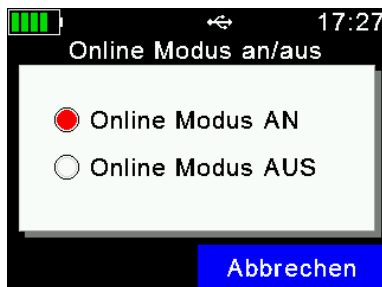 17:27
Online Modus an/aus
Online Modus AN
Online Modus AUS
Abbrechen